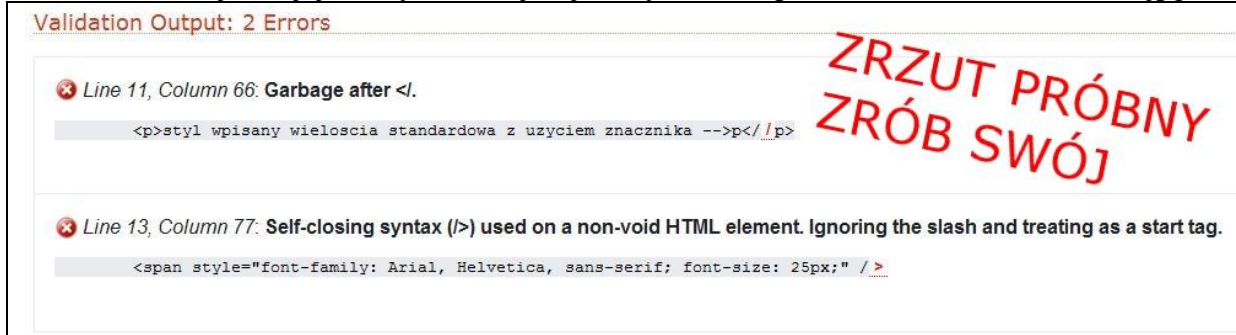 Validation Output: 2 Errors
Line 11, Column 66: Garbage after </.
<p>styl wpisany wieloscia standardowa z uzyciem znacznika -->p<//p>
ZRZUT PRÓBNY
ZRÓB SWÓJ
Line 13, Column 77: Self-closing syntax (/>) used on a non-void HTML element. Ignoring the slash and treating as a start tag.
<span style="font-family: Arial, Helvetica, sans-serif; font-size: 25px;" />